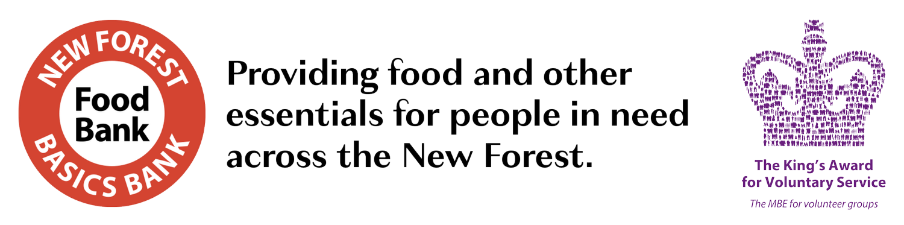 NEW FOREST
Food
Bank
BASICS BANK
Providing food and other
essentials for people in need
across the New Forest.
The King's Award
for Voluntary Service
The MBE for volunteer groups